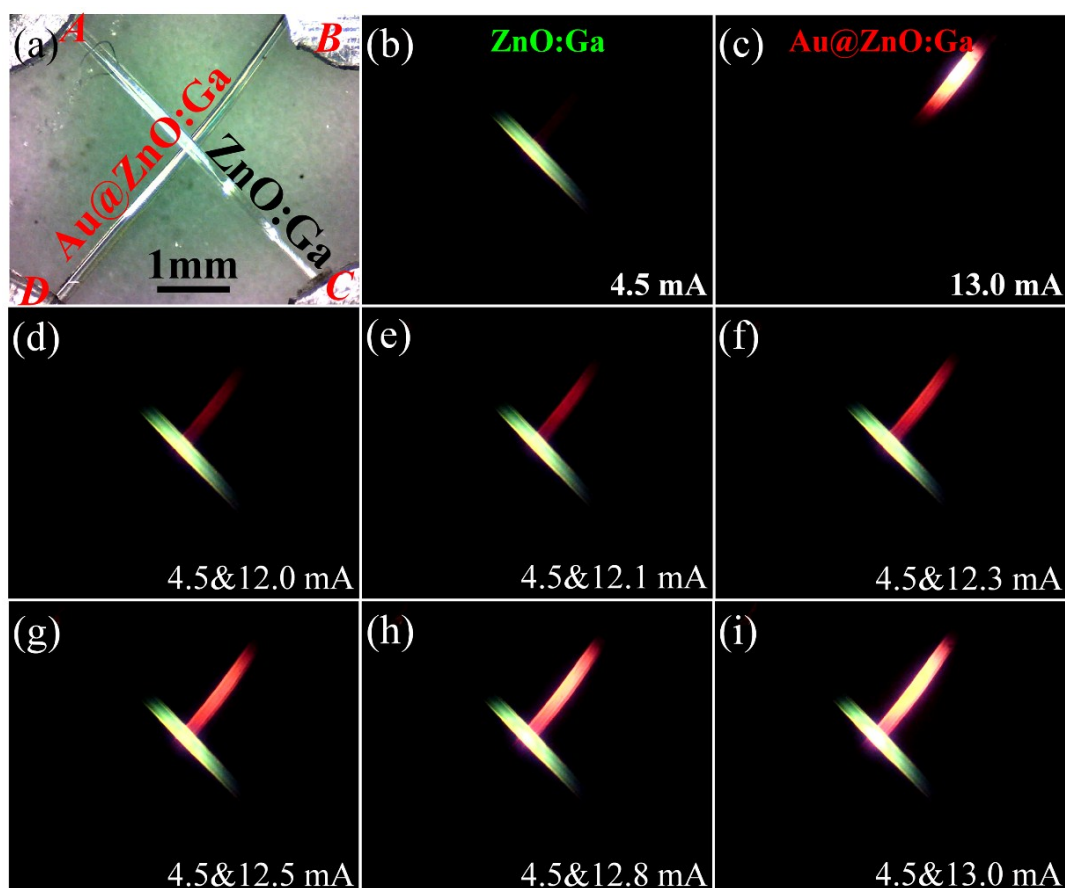 (a)
A
B
Au@ZnO:Ga
ZnO:Ga
D
1mm
C
(b)
ZnO:Ga
4.5 mA
(c)
Au@ZnO:Ga
13.0 mA
(d)
4.5&12.0 mA
(e)
4.5&12.1 mA
(f)
4.5&12.3 mA
(g)
4.5&12.5 mA
(h)
4.5&12.8 mA
(i)
4.5&13.0 mA